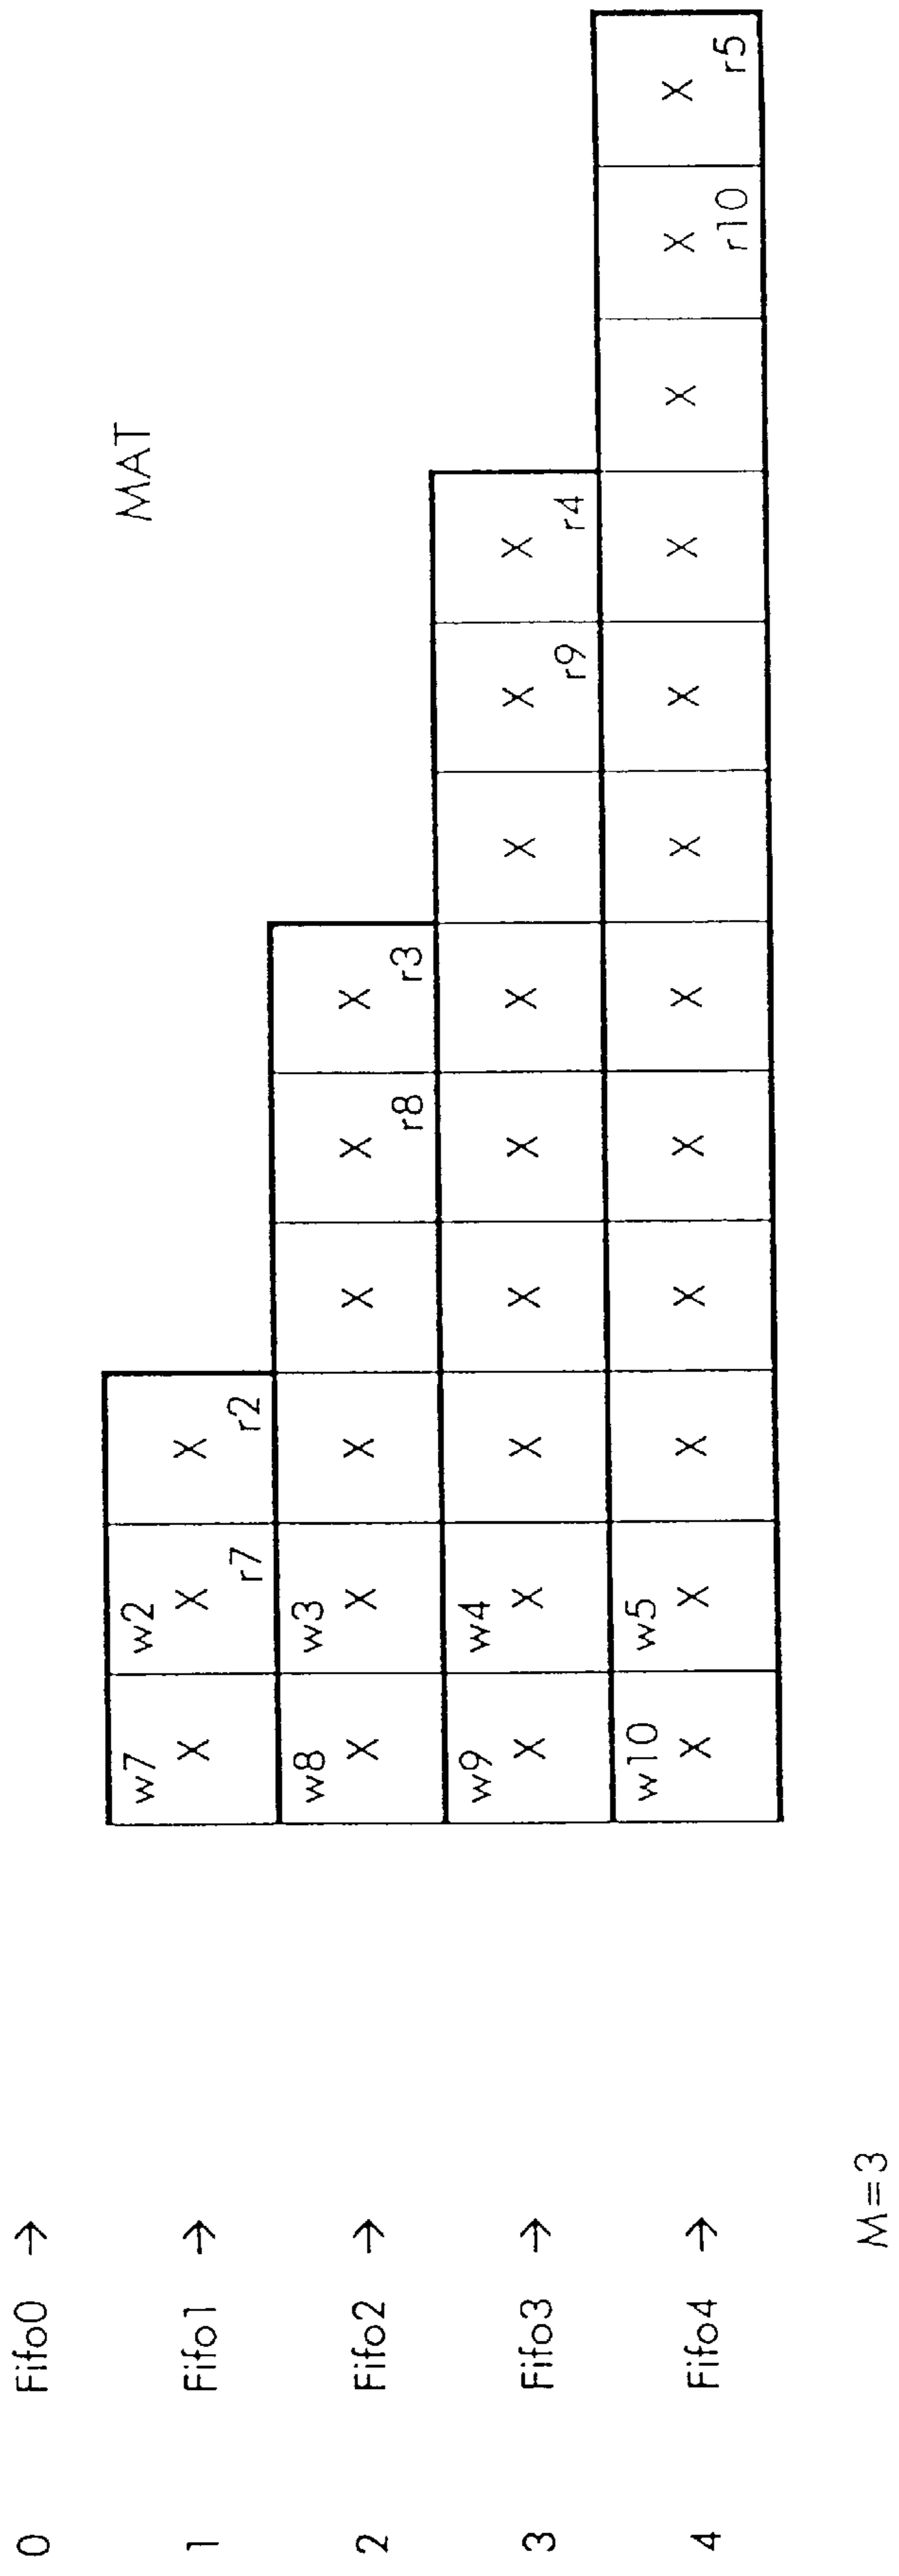 0 Fifo0 →
MAT
w7 w2
1 Fifo1 → X X X
r7 r2
w8 w3
2 Fifo2 → X X X X X X
r8 r3
w9 w4
3 Fifo3 → X X X X X X X X X
r9 r4
w10 w5
4 Fifo4 → X X X X X X X X X X X X
r10 r5
M=3